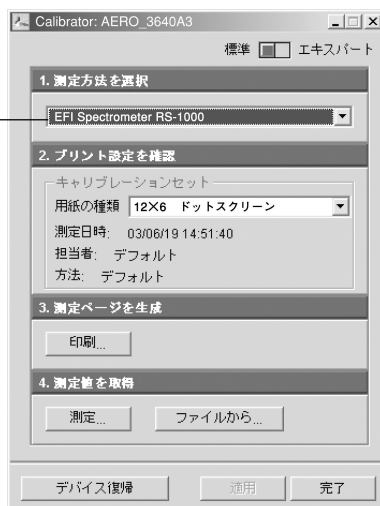 Calibrator: AERO_3640A3
標準 エキスパート
1. 測定方法を選択
EFI Spectrometer RS-1000
2. プリント設定を確認
キャリブレーションセット
用紙の種類 12×6 ドットスクリーン
測定日時: 03/06/19 14:51:40
担当者: デフォルト
方法: デフォルト
3. 測定ページを生成
印刷...
4. 測定値を取得
測定... ファイルから...
デバイス復帰 適用 完了